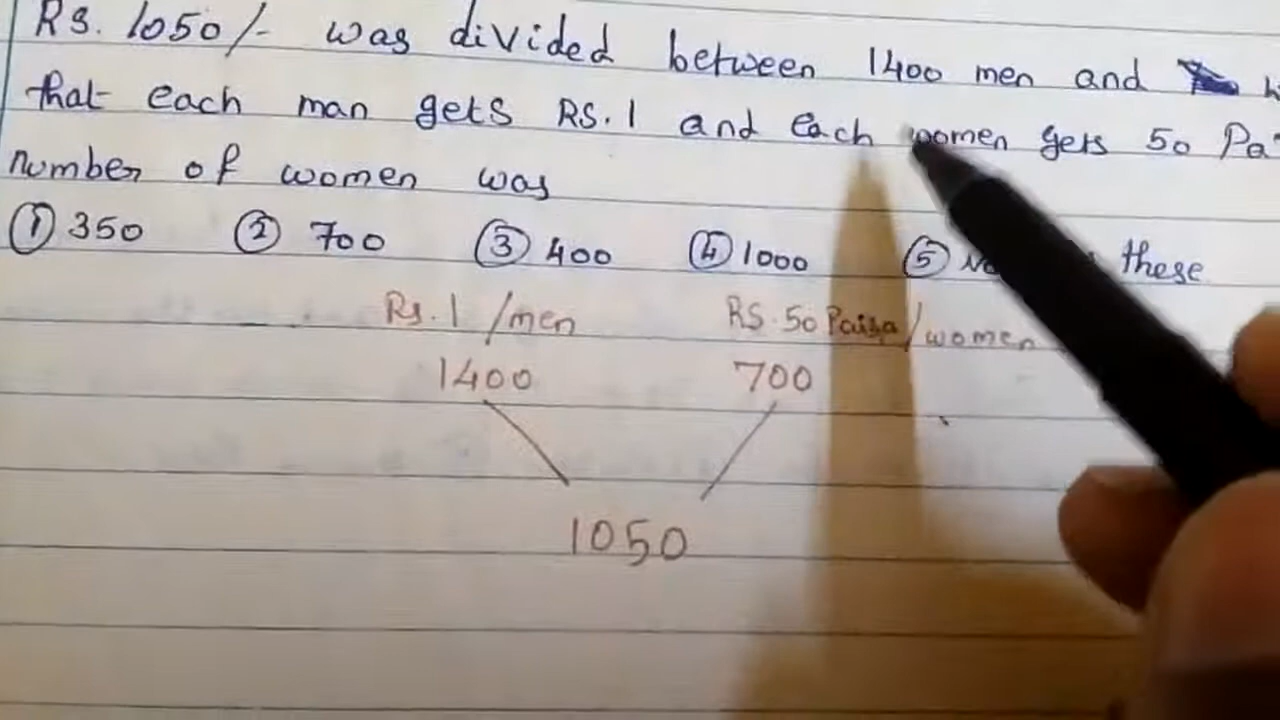 Rs. 1050/- was divided between 1400 men and
that each man gets Rs. 1 and each women gets 50
number of women was
① 350 ② 700 ③ 400 ④ 1000 ⑤ these
Rs. 1 /men RS. 50 Paisa/women
1400 700
1050